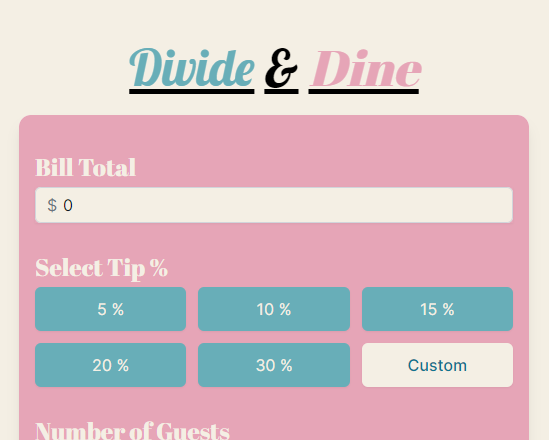 Divide & Dine
Bill Total
$ 0
Select Tip %
5 % 10 % 15 %
20 % 30 % Custom
Number of Guests